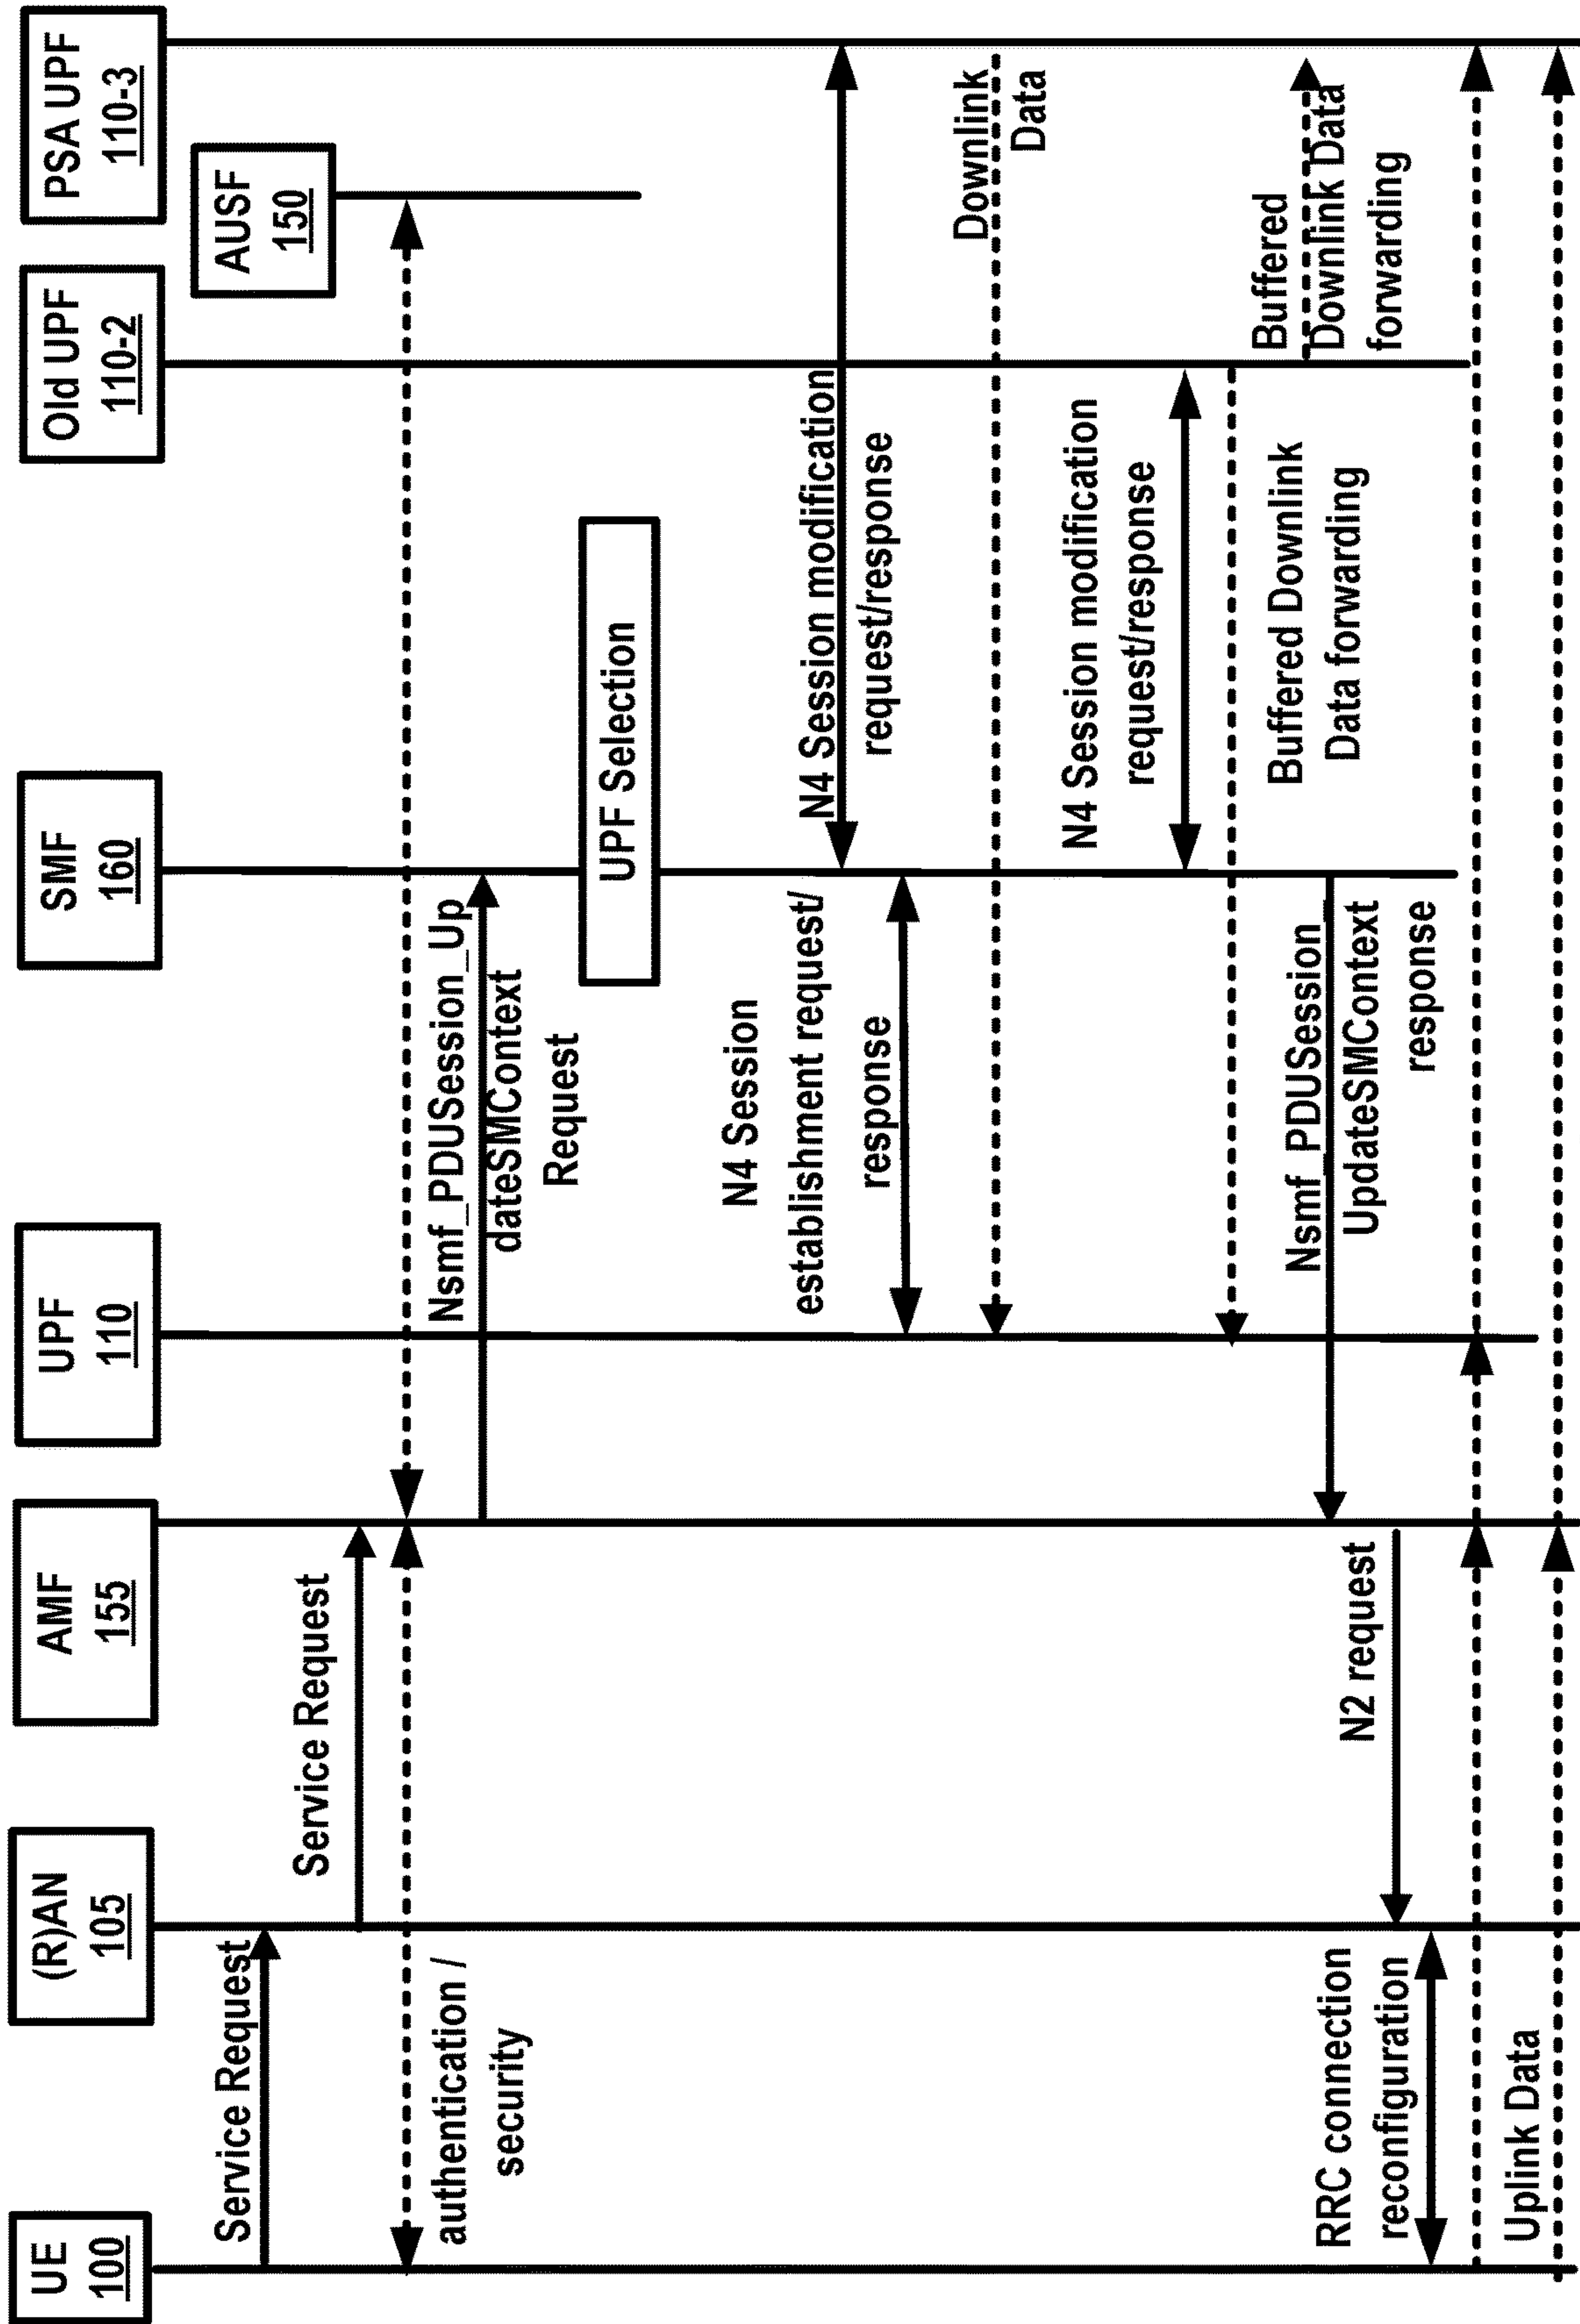 UE
100
(R)AN
105
AMF
155
UPF
110
SMF
160
Old UPF
110-2
PSA UPF
110-3
AUSF
150
Service Request
Service Request
authentication /
security
Nsmf_PDUSession_Up
dateSMContext
Request
UPF Selection
N4 Session modification
request/response
N4 Session
establishment request/
response
Downlink
Data
N4 Session modification
request/response
Buffered Downlink
Data forwarding
Buffered
Downlink Data
forwarding
Nsmf_PDUSession_
UpdateSMContext
response
N2 request
RRC connection
reconfiguration
Uplink Data